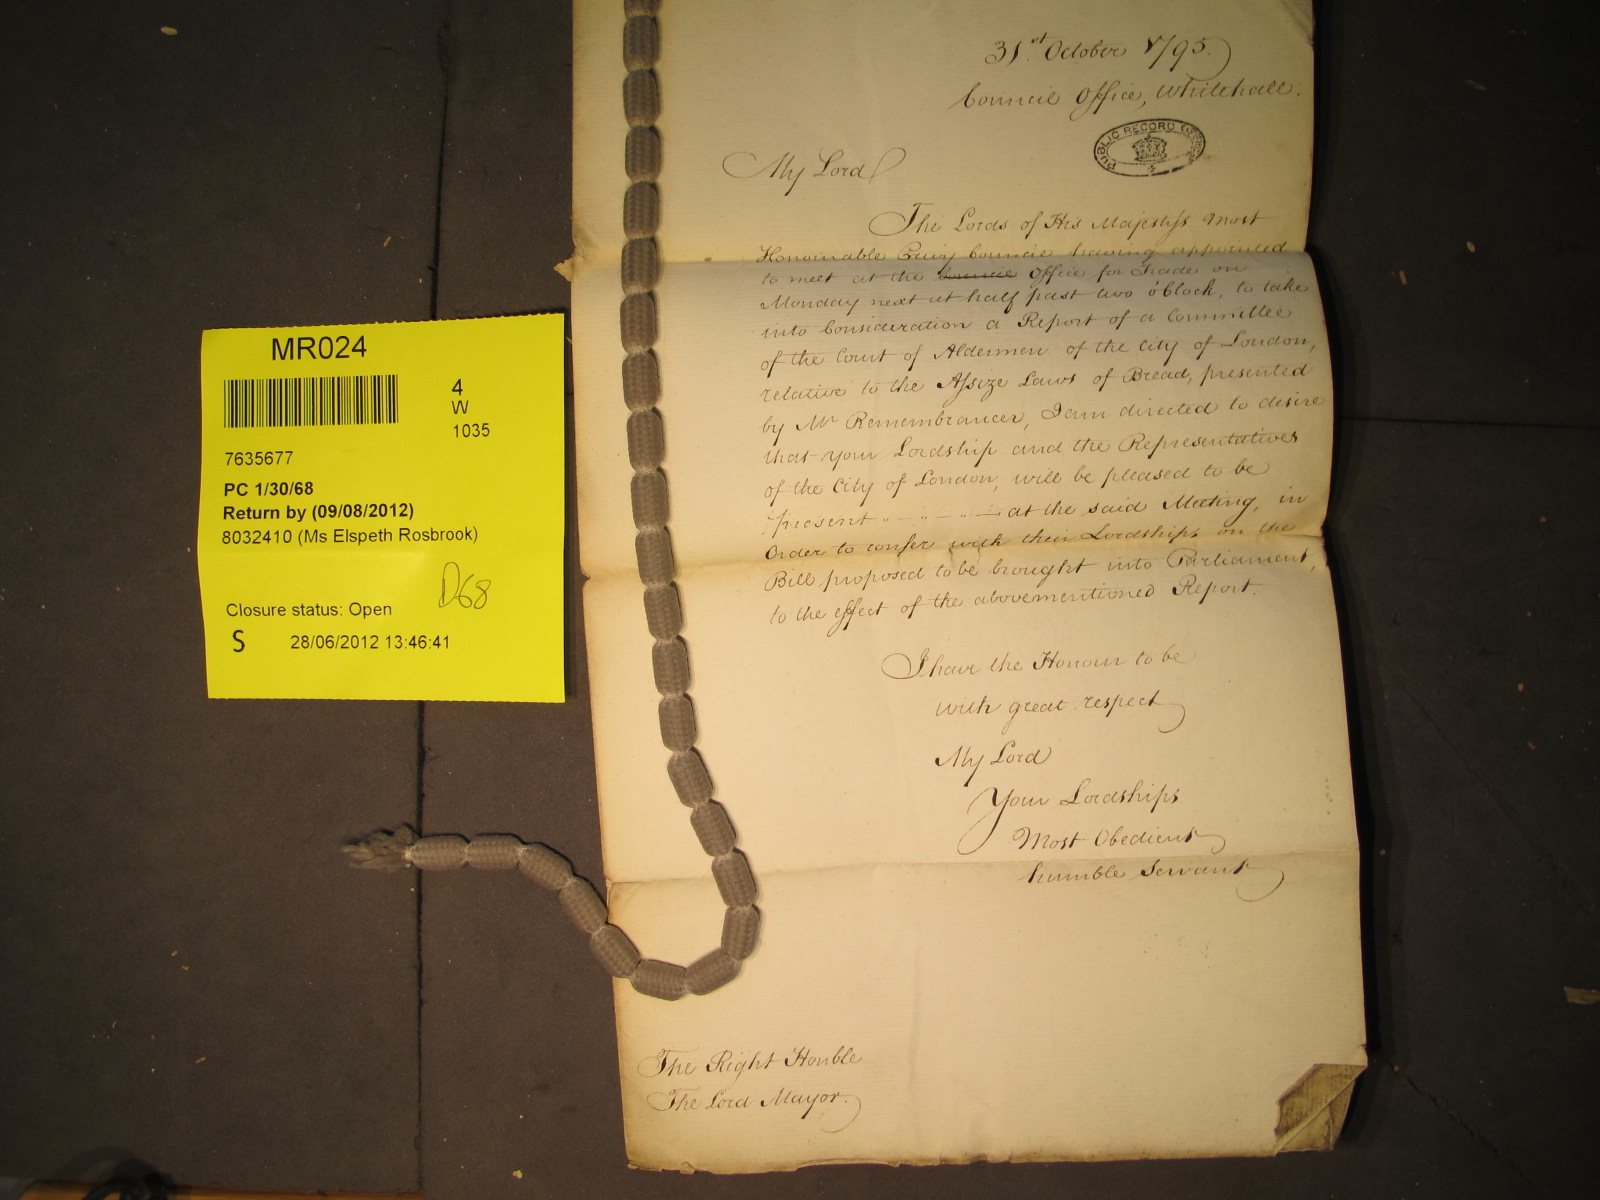 MR024
4
W
1035
7635677
PC 1/30/68
Return by (09/08/2012)
8032410 (Ms Elspeth Rosbrook)
D68
Closure status: Open
S 28/06/2012 13:46:41
31st. October 1795.
Council Office, Whitehall.
PUBLIC RECORD OFFICE
My Lord
The Lords of His Majesty's Most
Honourable Privy Council having appointed
to meet at the Council Office for Trade on
Monday next at half past two o'Clock, to take
into Consideration a Report of a Committee
of the Court of Aldermen of the City of London,
relative to the Assize Laws of Bread, presented
by Mr Remembrancer, I am directed to desire
that your Lordship and the Representatives
of the City of London, will be pleased to be
present at the said Meeting, in
Order to confer with their Lordships on the
Bill proposed to be brought into Parliament,
to the effect of the abovementioned Report.
I have the Honour to be
with great respect
My Lord
Your Lordships
Most Obedient
humble Servant
The Right Honble
The Lord Mayor.